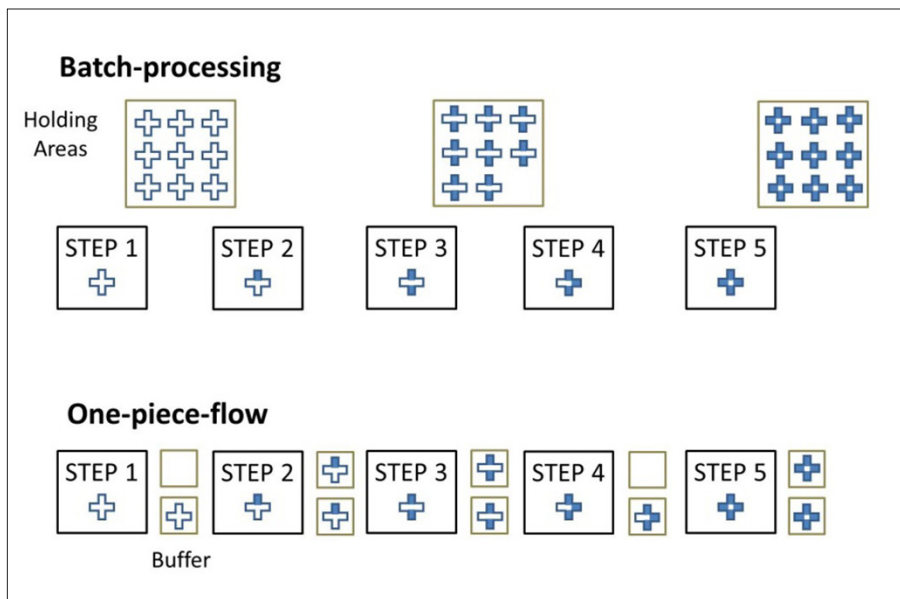 Batch-processing
Holding
Areas
STEP 1
STEP 2
STEP 3
STEP 4
STEP 5
One-piece-flow
STEP 1
STEP 2
STEP 3
STEP 4
STEP 5
Buffer